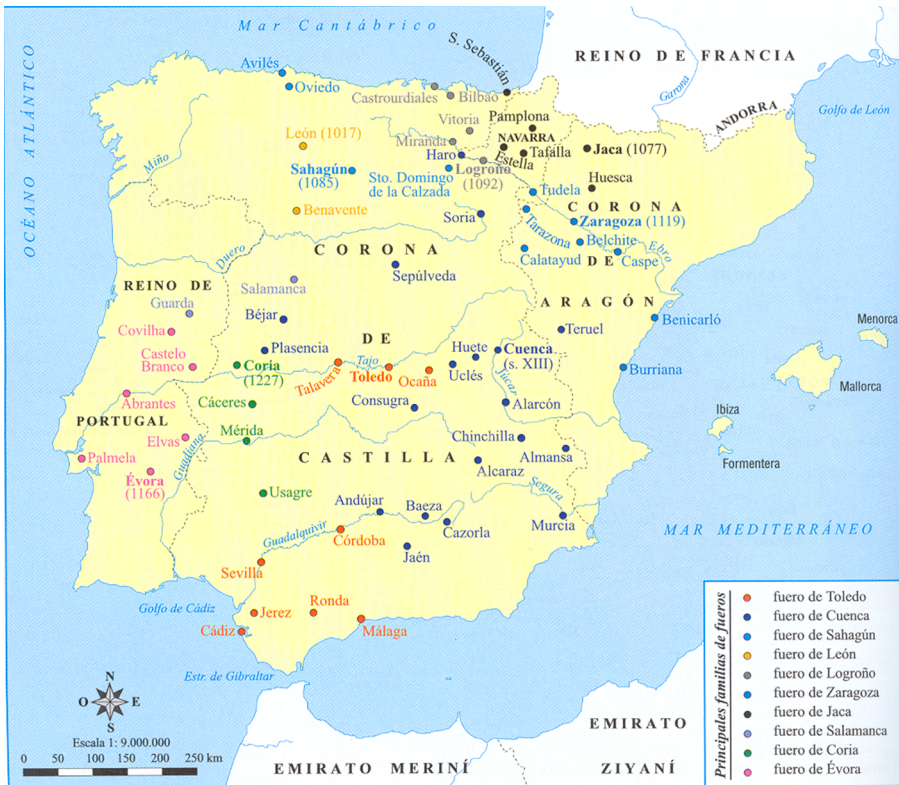 Mar Cantábrico
OCÉANO ATLÁNTICO
REINO DE FRANCIA
Garona
ANDORRA
Golfo de León
S. Sebastián
Avilés
Oviedo
Castrourdiales
Bilbao
Vitoria
Pamplona
NAVARRA
León (1017)
Miranda
Haro
Estella
Tafalla
Jaca (1077)
Miño
Sahagún
(1085)
Sto. Domingo
de la Calzada
Logroño
(1092)
Huesca
Tudela
Benavente
Soria
CORONA
Tarazona
Zaragoza (1119)
Duero
CORONA
Belchite
Ebro
Calatayud
DE
Caspe
Sepúlveda
REINO DE
Salamanca
Guarda
ARAGÓN
Béjar
Benicarló
Covilha
DE
Teruel
Menorca
Castelo
Branco
Plasencia
Huete
Cuenca
(s. XIII)
Coria
(1227)
Talavera
Tajo
Toledo
Ocaña
Uclés
Júcar
Burriana
Mallorca
Abrantes
Cáceres
Consugra
Alarcón
Ibiza
PORTUGAL
Mérida
Elvas
Chinchilla
Almansa
Formentera
Palmela
Guadiana
CASTILLA
Alcaraz
Évora
(1166)
Usagre
Andújar
Baeza
Segura
Cazorla
Murcia
MAR MEDITERRÁNEO
Guadalquivir
Córdoba
Jaén
Sevilla
Golfo de Cádiz
Jerez
Ronda
Cádiz
Málaga
Estr. de Gibraltar
N
O
E
S
Escala 1: 9.000.000
0 50 100 150 200 250 km
EMIRATO MERINÍ
EMIRATO
ZIYANÍ
Principales familias de fueros
fuero de Toledo
fuero de Cuenca
fuero de Sahagún
fuero de León
fuero de Logroño
fuero de Zaragoza
fuero de Jaca
fuero de Salamanca
fuero de Coria
fuero de Évora